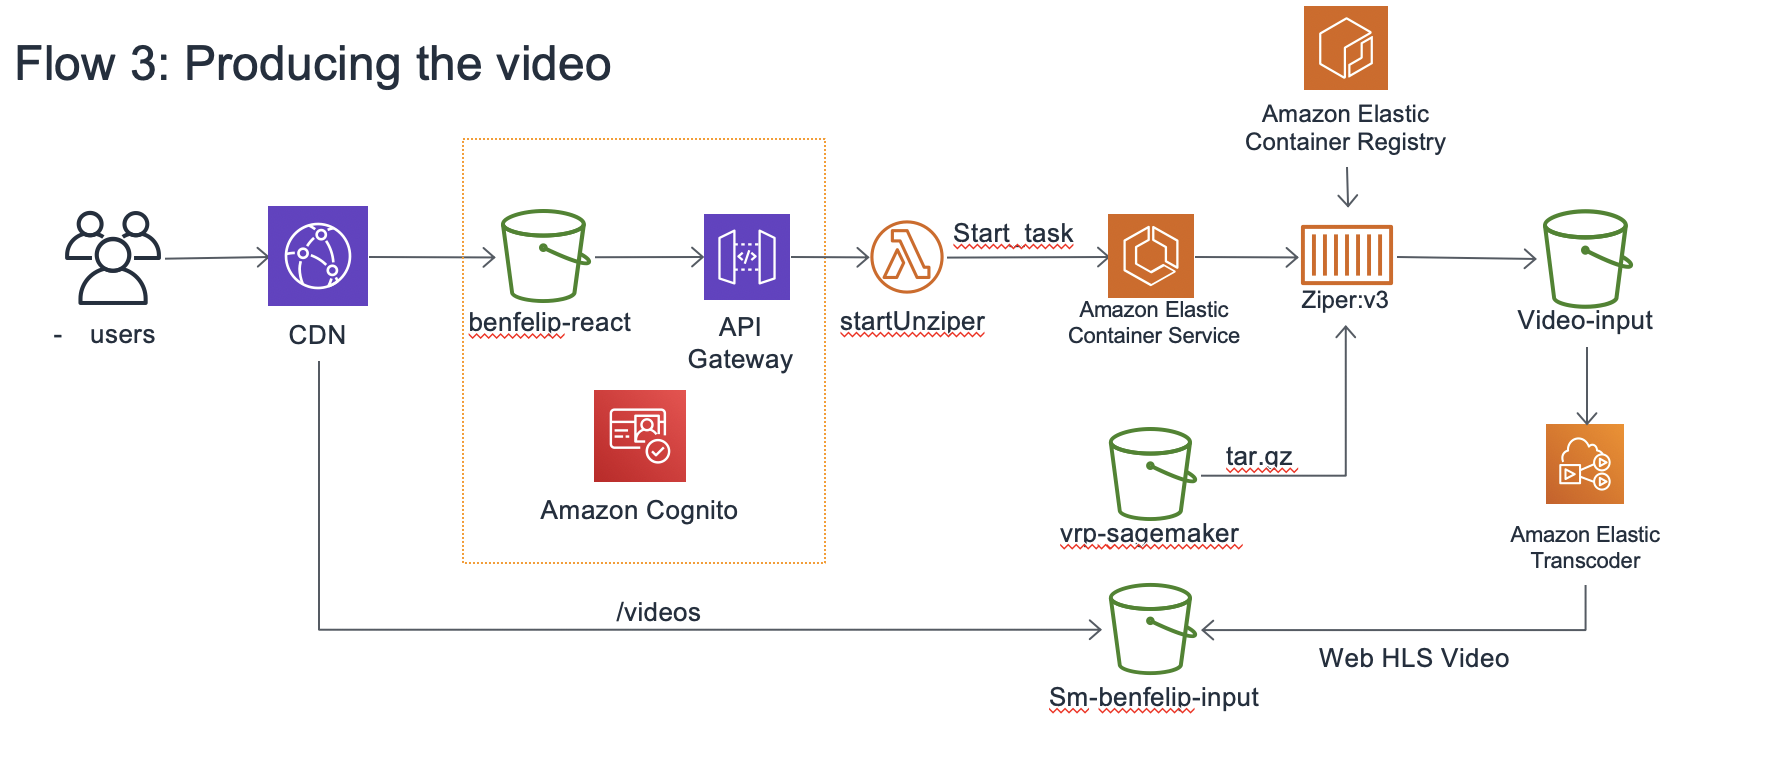 Flow 3: Producing the video
Amazon Elastic
Container Registry
- users
CDN
benfelip-react
API
Gateway
Amazon Cognito
startUnziper
Start_task
Amazon Elastic
Container Service
Ziper:v3
Video-input
tar.gz
vrp-sagemaker
Amazon Elastic
Transcoder
/videos
Web HLS Video
Sm-benfelip-input